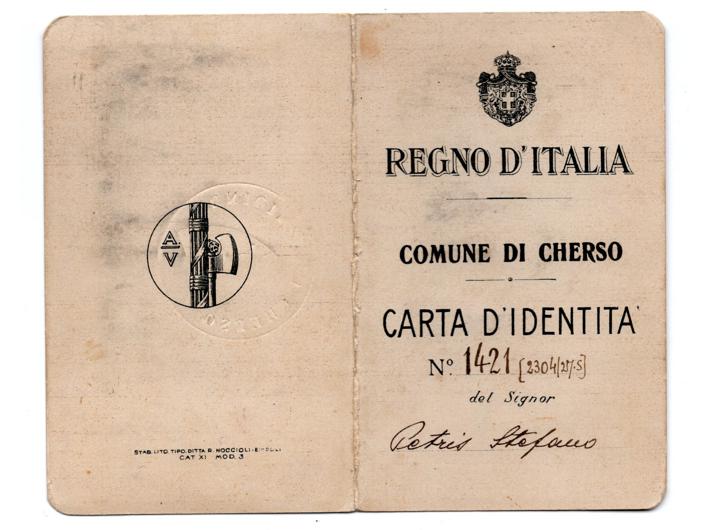 A.
V
STAB. LITO. TIPO. DITTA R. NOCCIOLI - EMPOLI
CAT XI MOD. 3
REGNO D'ITALIA
COMUNE DI CHERSO
CARTA D'IDENTITA'
Nº 1421 [2304/27/-S]
del Signor
Petris Stefano